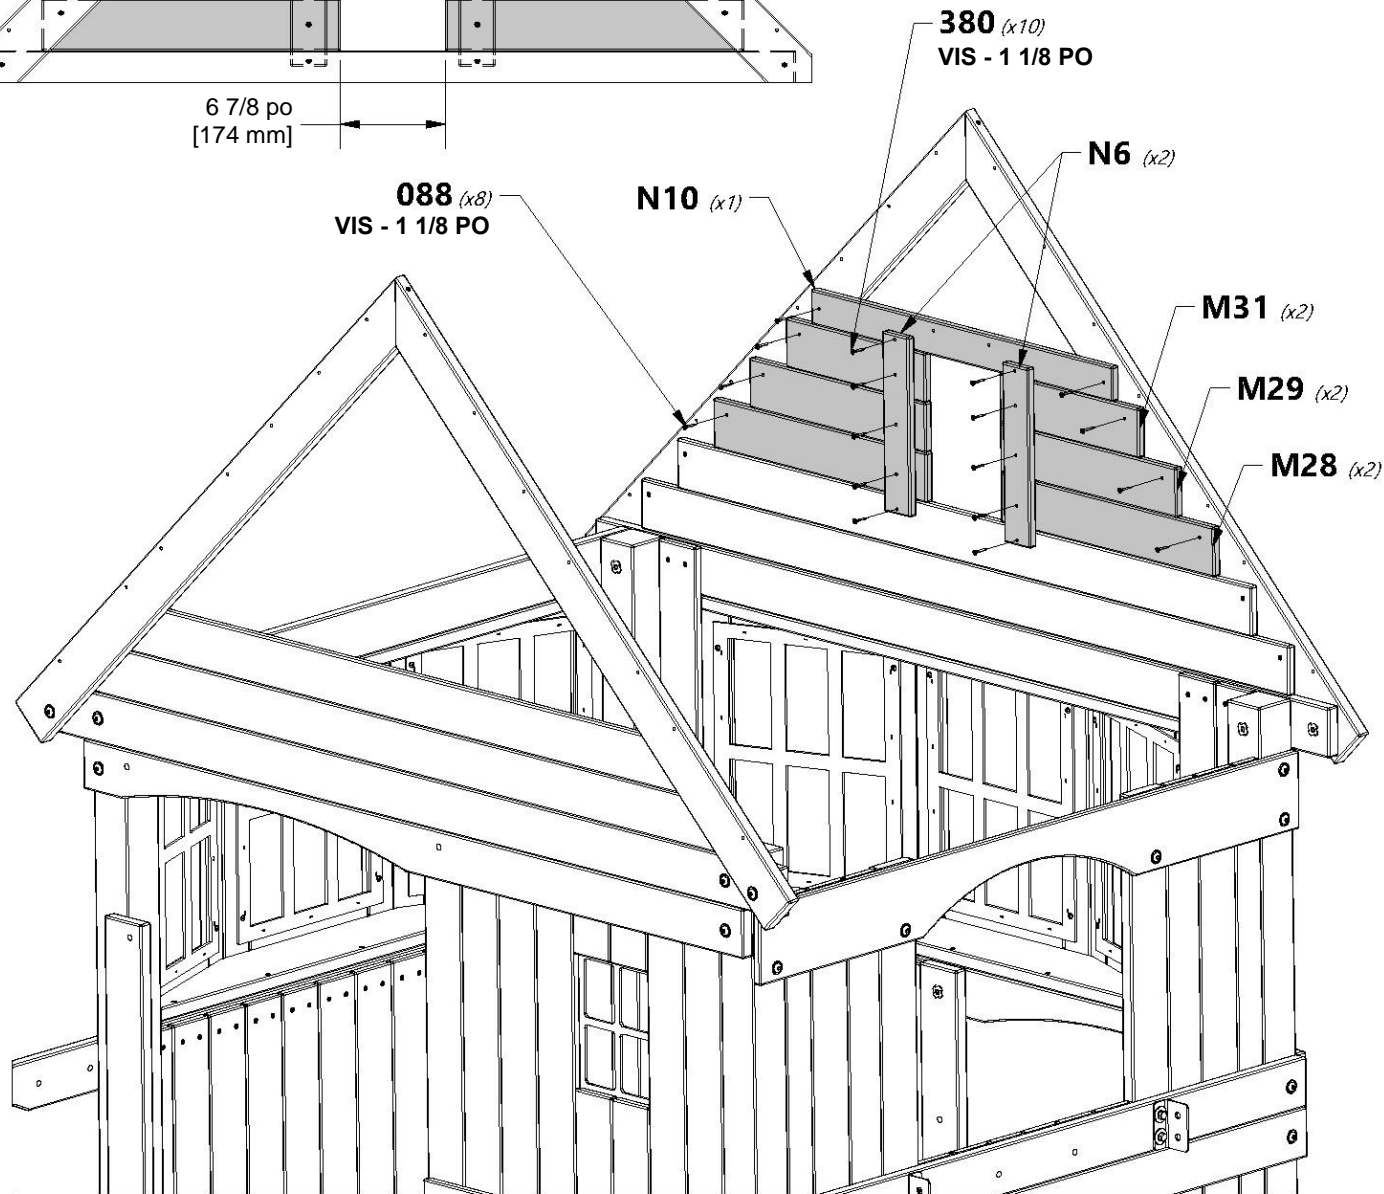 380 (x10)
VIS - 1 1/8 PO
6 7/8 po
[174 mm]
N6 (x2)
088 (x8)
VIS - 1 1/8 PO
N10 (x1)
M31 (x2)
M29 (x2)
M28 (x2)